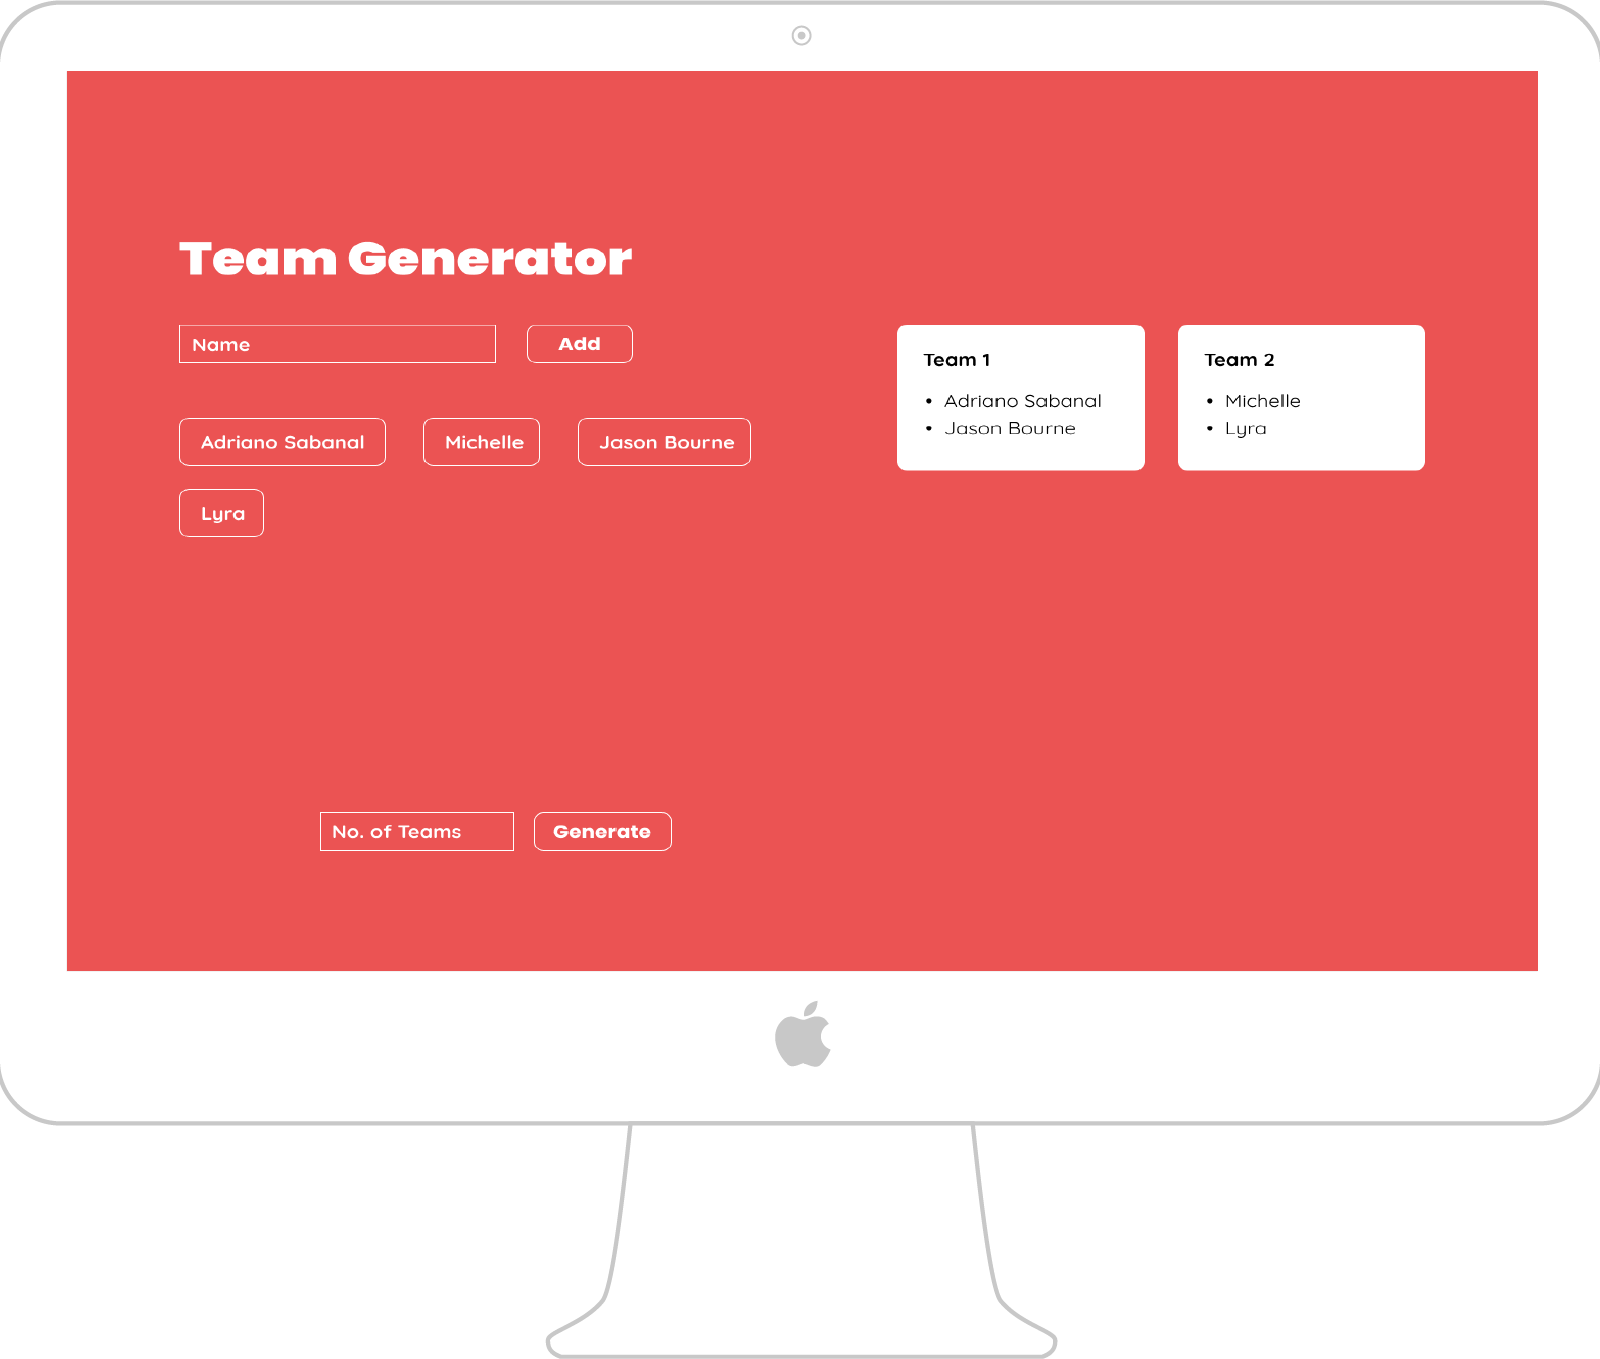 Team Generator
Name
Add
Adriano Sabanal
Michelle
Jason Bourne
Lyra
No. of Teams
Generate
Team 1
• Adriano Sabanal
• Jason Bourne
Team 2
• Michelle
• Lyra